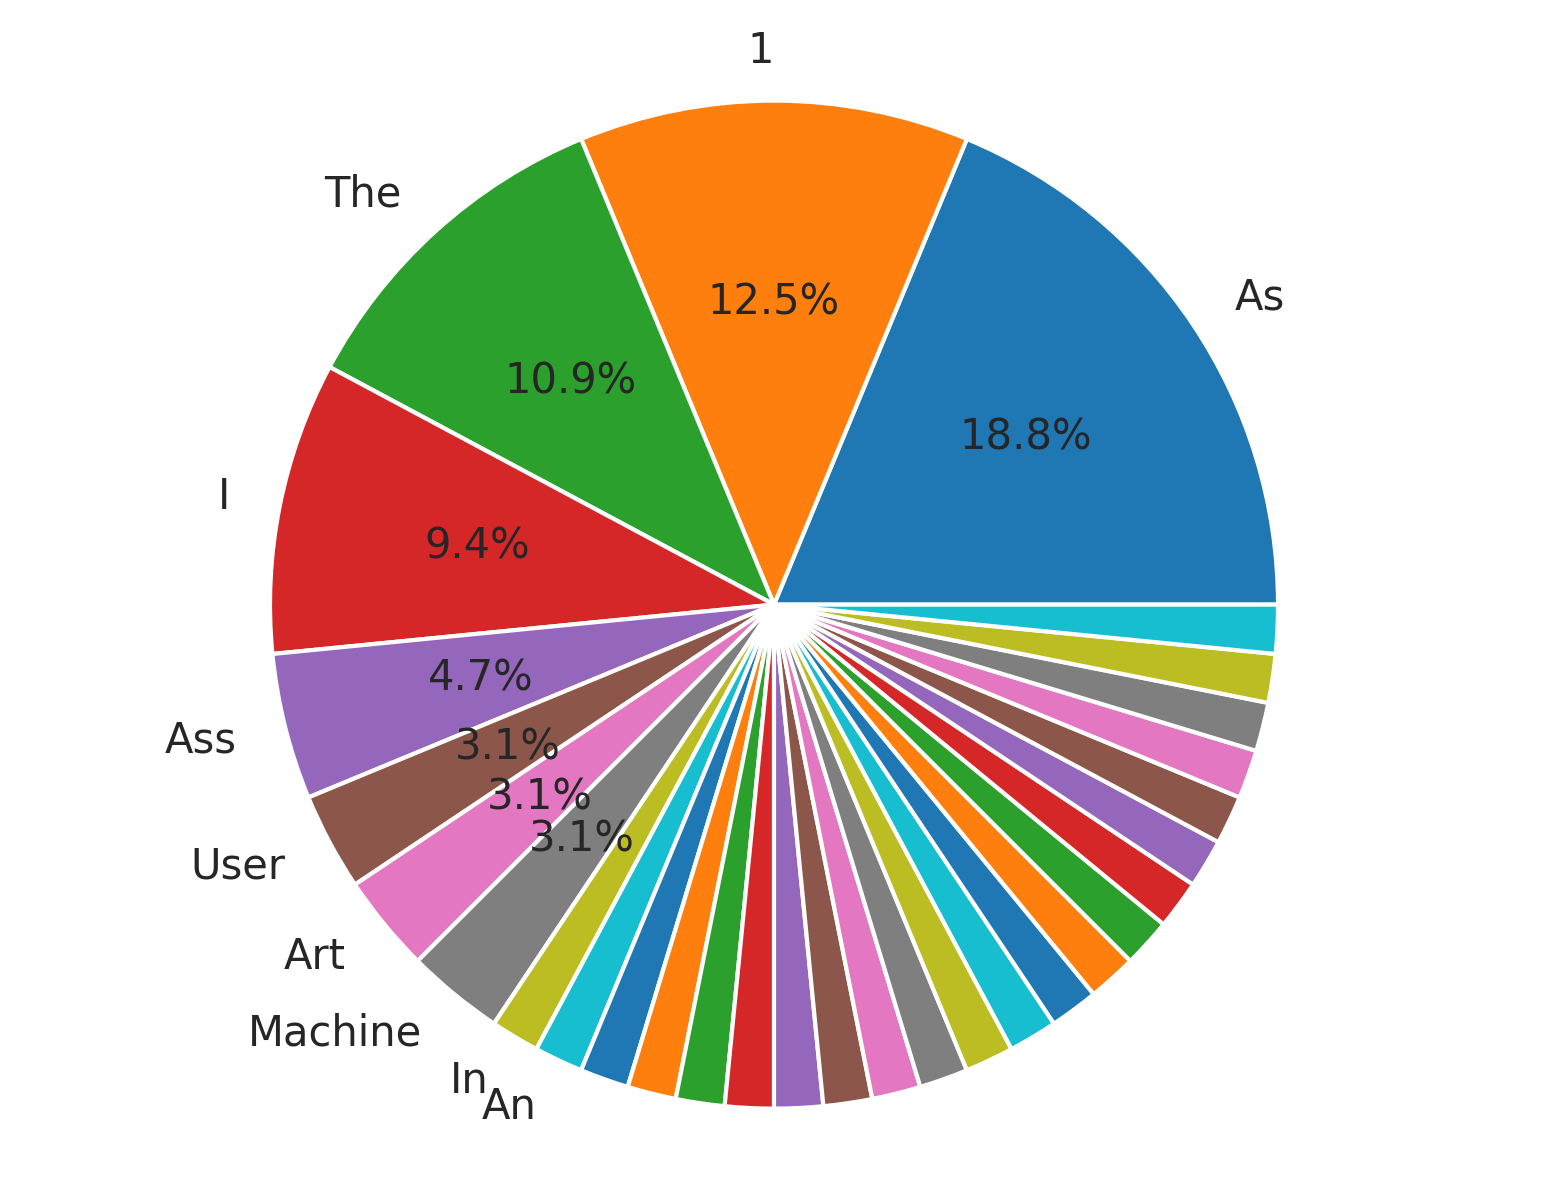 1
The
As
12.5%
10.9%
18.8%
I
9.4%
4.7%
Ass
3.1%
3.1%
3.1%
User
Art
Machine
In
An